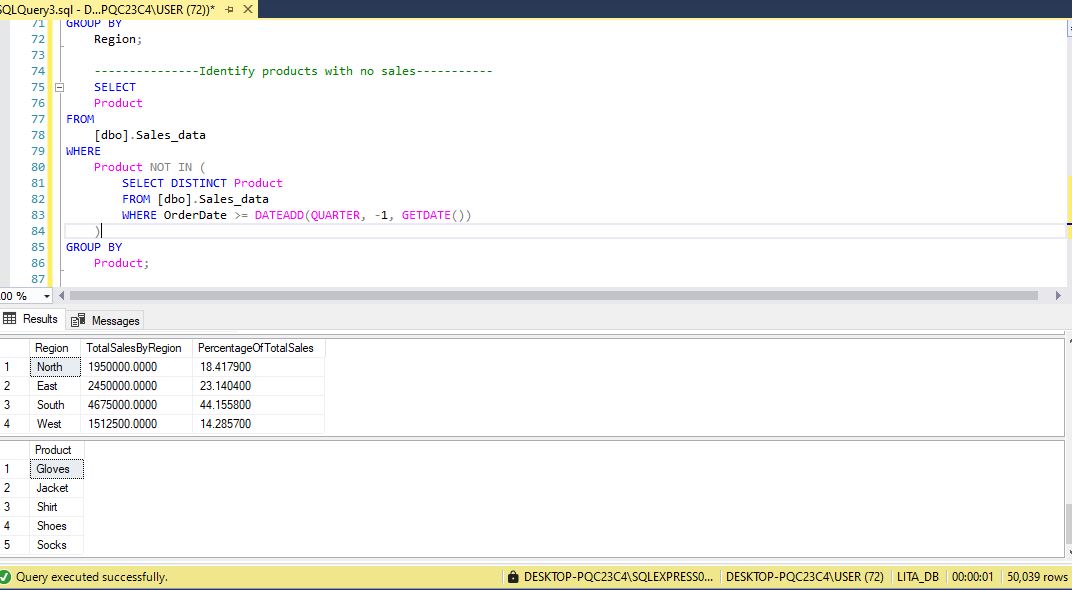 SQLQuery3.sql - D...PQC23C4\USER (72))*
71 GROUP BY
72 Region;
73
74 ---------------Identify products with no sales-----------
75 SELECT
76 Product
77 FROM
78 [dbo].Sales_data
79 WHERE
80 Product NOT IN (
81 SELECT DISTINCT Product
82 FROM [dbo].Sales_data
83 WHERE OrderDate >= DATEADD(QUARTER, -1, GETDATE())
84 )
85 GROUP BY
86 Product;
87
00 %
Results Messages
Region TotalSalesByRegion PercentageOfTotalSales
1 North 1950000.0000 18.417900
2 East 2450000.0000 23.140400
3 South 4675000.0000 44.155800
4 West 1512500.0000 14.285700
Product
1 Gloves
2 Jacket
3 Shirt
4 Shoes
5 Socks
Query executed successfully. DESKTOP-PQC23C4\SQLEXPRESS0... DESKTOP-PQC23C4\USER (72) LITA_DB 00:00:01 50,039 rows